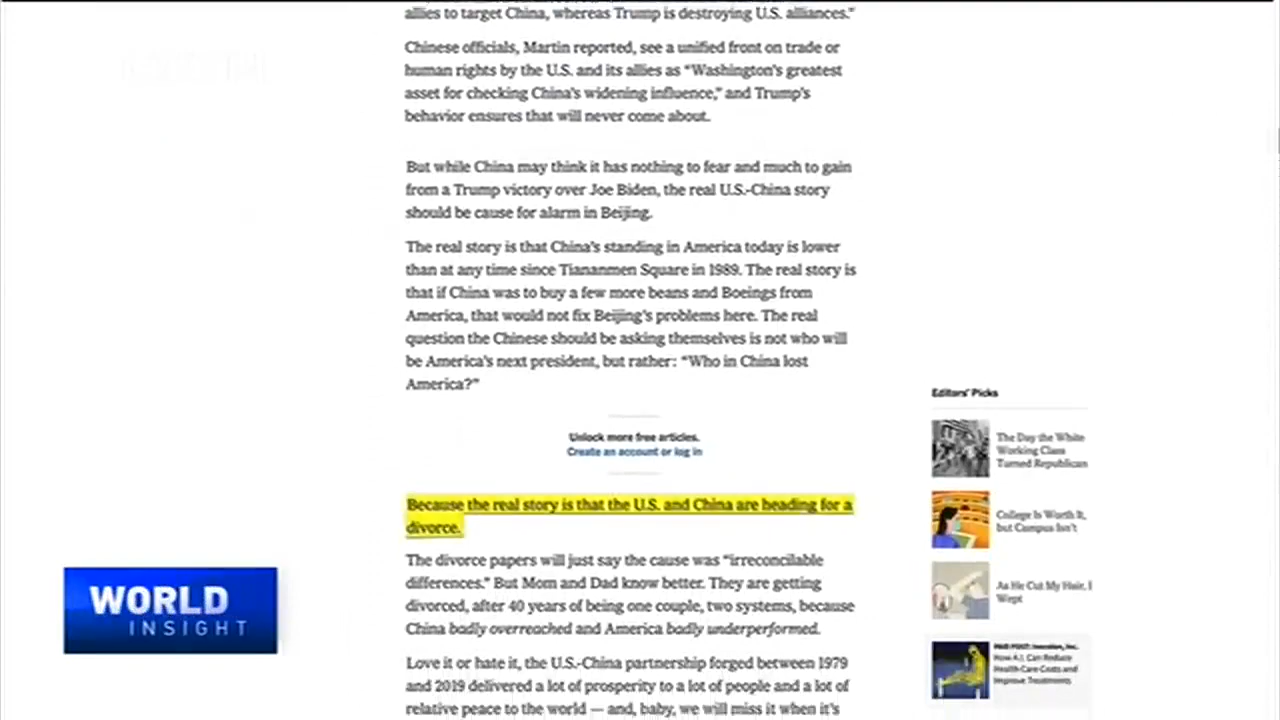 allies to target China, whereas Trump is destroying U.S. alliances."
Chinese officials, Martin reported, see a unified front on trade or
human rights by the U.S. and its allies as “Washington’s greatest
asset for checking China’s widening influence,” and Trump’s
behavior ensures that will never come about.
But while China may think it has nothing to fear and much to gain
from a Trump victory over Joe Biden, the real U.S.-China story
should be cause for alarm in Beijing.
The real story is that China’s standing in America today is lower
than at any time since Tiananmen Square in 1989. The real story is
that if China was to buy a few more beans and Boeings from
America, that would not fix Beijing’s problems here. The real
question the Chinese should be asking themselves is not who will
be America’s next president, but rather: “Who in China lost
America?”
Unlock more free articles.
Create an account or log in
Because the real story is that the U.S. and China are heading for a
divorce.
The divorce papers will just say the cause was “irreconcilable
differences.” But Mom and Dad know better. They are getting
divorced, after 40 years of being one couple, two systems, because
China badly overreached and America badly underperformed.
Love it or hate it, the U.S.-China partnership forged between 1979
and 2019 delivered a lot of prosperity to a lot of people and a lot of
relative peace to the world — and, baby, we will miss it when it’s
Editors’ Picks
The Day the White
Working Class
Turned Republican
College Is Worth It,
but Campus Isn’t
As He Cut My Hair, I
Wept
PAID POST:
How A.I. Can Reduce
Health Care Costs and
Improve Treatments
WORLD
INSIGHT